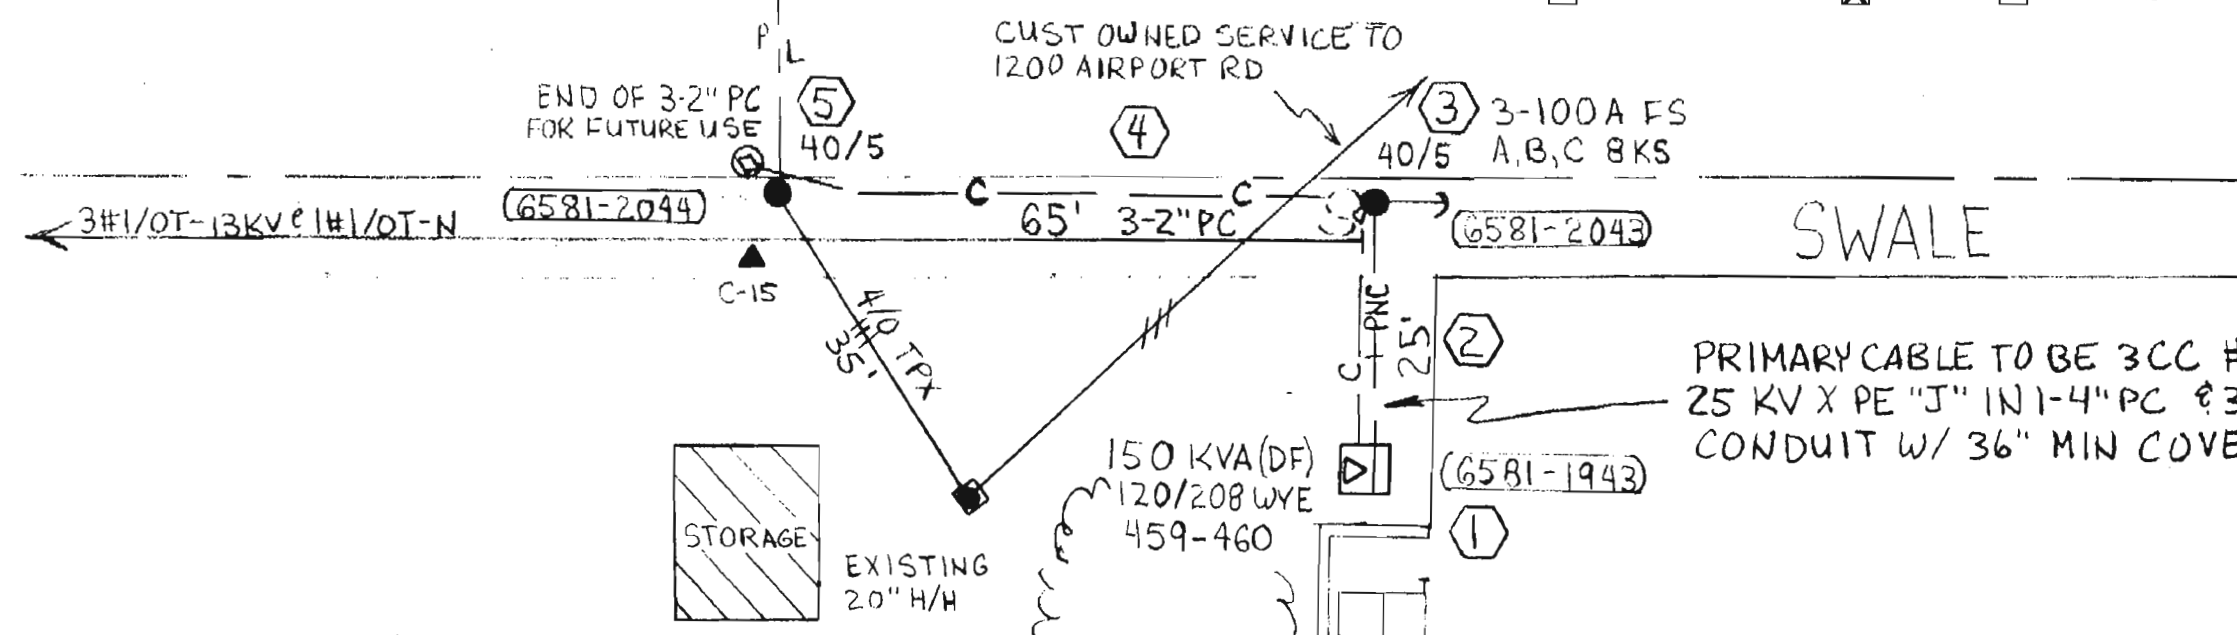 P
L
CUST OWNED SERVICE TO
1200 AIRPORT RD
END OF 3-2" PC
FOR FUTURE USE
5
40/5
4
3
40/5
3-100A FS
A,B,C 8KS
3#1/0T-13KV & 1#1/0T-N
(6581-2044)
C
C
65' 3-2"PC
(6581-2043)
SWALE
C-15
4/0 TPX
35'
PNC
C
25'
2
PRIMARY CABLE TO BE 3CC #
25 KV X PE "J" IN 1-4" PC & 3
CONDUIT W/ 36" MIN COVE
150 KVA (DF)
120/208 WYE
459-460
(6581-1943)
1
STORAGE
EXISTING
20" H/H